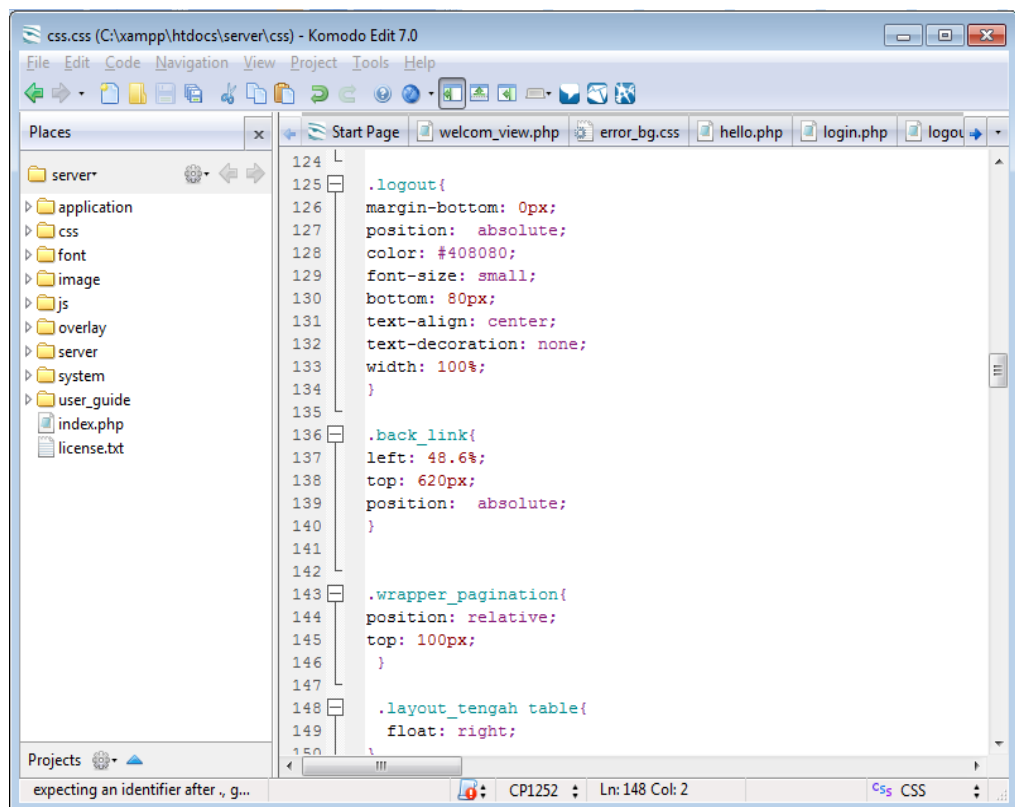 css.css (C:\xampp\htdocs\server\css) - Komodo Edit 7.0
File Edit Code Navigation View Project Tools Help
Places
Start Page welcom_view.php error_bg.css hello.php login.php logou
server
application
css
font
image
js
overlay
server
system
user_guide
index.php
license.txt
124
125 .logout{
126 margin-bottom: 0px;
127 position:  absolute;
128 color: #408080;
129 font-size: small;
130 bottom: 80px;
131 text-align: center;
132 text-decoration: none;
133 width: 100%;
134 }
135
136 .back_link{
137 left: 48.6%;
138 top: 620px;
139 position:  absolute;
140 }
141
142
143 .wrapper_pagination{
144 position: relative;
145 top: 100px;
146  }
147
148  .layout_tengah table{
149   float: right;
150 }
Projects
expecting an identifier after ., g... CP1252 Ln: 148 Col: 2 CSS CSS